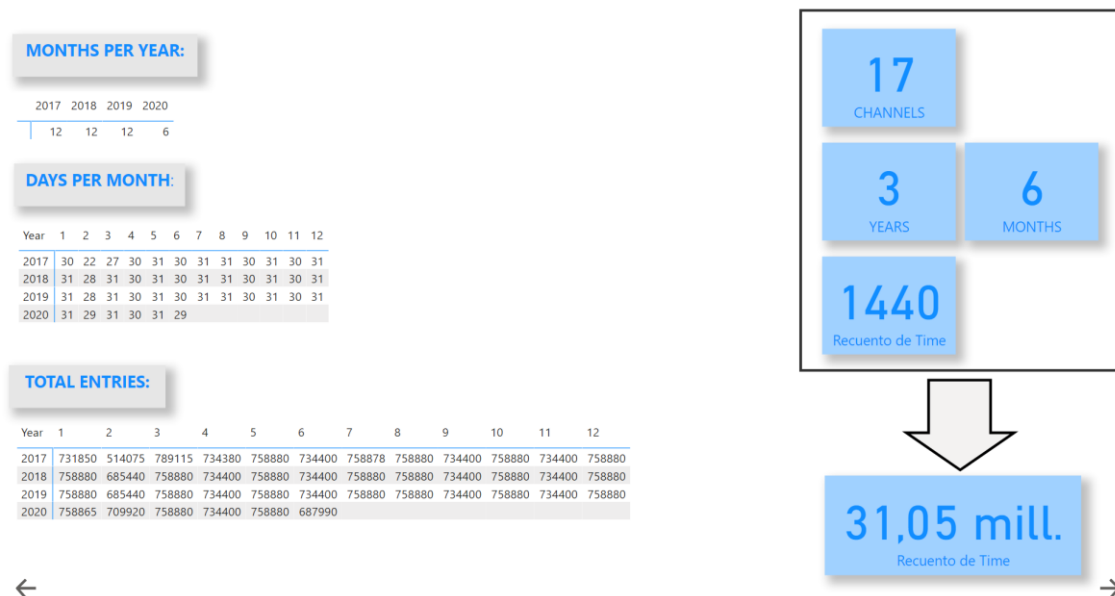 MONTHS PER YEAR:
2017 2018 2019 2020
12 12 12 6
DAYS PER MONTH:
Year 1 2 3 4 5 6 7 8 9 10 11 12
2017 30 22 27 30 31 30 31 31 30 31 30 31
2018 31 28 31 30 31 30 31 31 30 31 30 31
2019 31 28 31 30 31 30 31 31 30 31 30 31
2020 31 29 31 30 31 29
TOTAL ENTRIES:
Year 1 2 3 4 5 6 7 8 9 10 11 12
2017 731850 514075 789115 734380 758880 734400 758878 758880 734400 758880 734400 758880
2018 758880 685440 758880 734400 758880 734400 758880 758880 734400 758880 734400 758880
2019 758880 685440 758880 734400 758880 734400 758880 758880 734400 758880 734400 758880
2020 758865 709920 758880 734400 758880 687990
17
CHANNELS
3
YEARS
6
MONTHS
1440
Recuento de Time
31,05 mill.
Recuento de Time